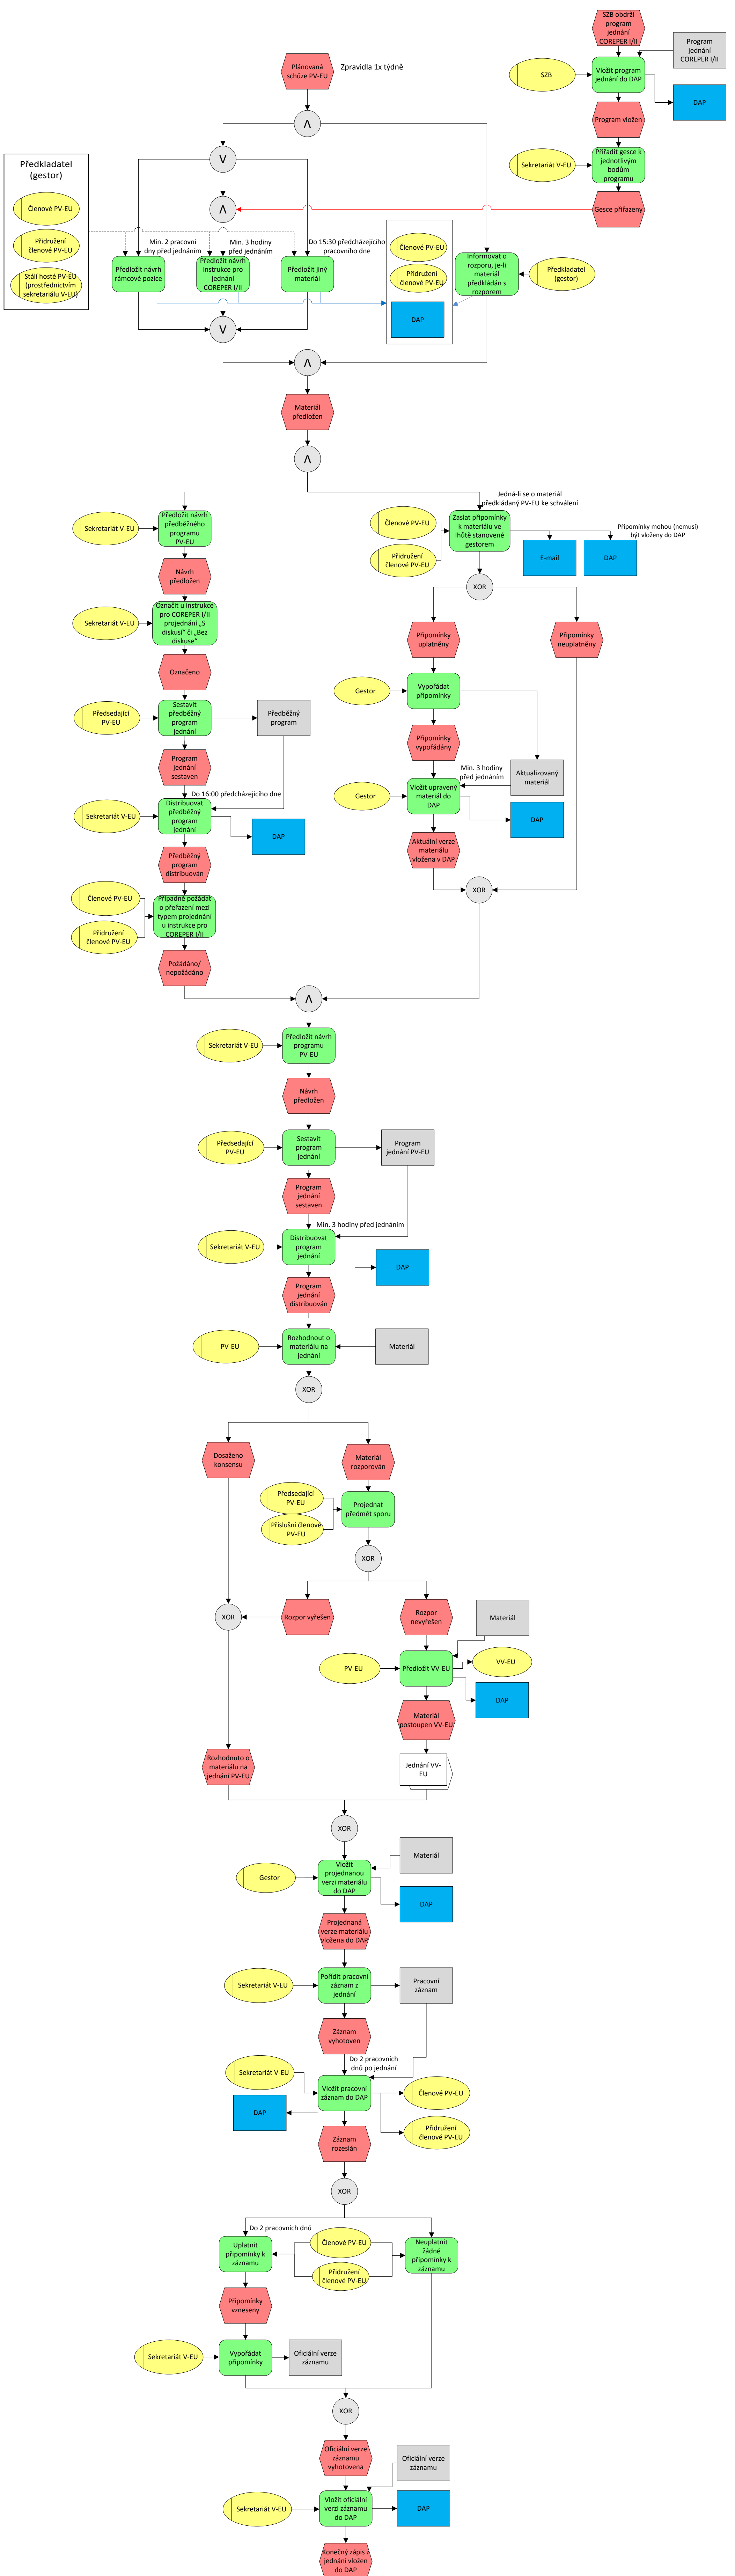 SZB obdrží
program
jednání
COREPER I/II
Program
jednání
COREPER I/II
Plánovaná
schůze PV-EU
Zpravidla 1x týdně
SZB
Vložit program
jednání do DAP
DAP
Λ
Program vložen
V
Předkladatel
(gestor)
Sekretariát V-EU
Přiřadit gesce k
jednotlivým
bodům
programu
Členové PV-EU
Λ
Gesce přiřazeny
Přidružení
členové PV-EU
Min. 2 pracovní
dny před jednáním
Min. 3 hodiny
před jednáním
Do 15:30 předcházejícího
pracovního dne
Členové PV-EU
Stálí hosté PV-EU
(prostřednictvím
sekretariátu V-EU)
Předložit návrh
rámcové pozice
Předložit návrh
instrukce pro
jednání
COREPER I/II
Předložit jiný
materiál
Přidružení
členové PV-EU
Informovat o
rozporu, je-li
materiál
předkládán s
rozporem
Předkladatel
(gestor)
DAP
V
Λ
Materiál
předložen
Λ
Jedná-li se o materiál
předkládaný PV-EU ke schválení
Sekretariát V-EU
Předložit návrh
předběžného
programu
PV-EU
Členové PV-EU
Přidružení
členové PV-EU
Zaslat připomínky
k materiálu ve
lhůtě stanovené
gestorem
Připomínky mohou (nemusí)
být vloženy do DAP
E-mail
DAP
Návrh
předložen
XOR
Sekretariát V-EU
Označit u instrukce
pro COREPER I/II
projednání „S
diskusí“ či „Bez
diskuse“
Připomínky
uplatněny
Připomínky
neuplatněny
Označeno
Gestor
Vypořádat
připomínky
Předsedající
PV-EU
Sestavit
předběžný
program
jednání
Předběžný
program
Připomínky
vypořádány
Program
jednání
sestaven
Min. 3 hodiny
před jednáním
Aktualizovaný
materiál
Do 16:00 předcházejícího dne
Gestor
Vložit upravený
materiál do
DAP
Sekretariát V-EU
Distribuovat
předběžný
program
jednání
DAP
DAP
Předběžný
program
distribuován
Aktuální verze
materiálu
vložena v DAP
Členové PV-EU
Přidružení
členové PV-EU
Případně požádat
o přeřazení mezi
typem projednání
u instrukce pro
COREPER I/II
XOR
Požádáno/
nepožádáno
Λ
Sekretariát V-EU
Předložit návrh
programu
PV-EU
Návrh
předložen
Předsedající
PV-EU
Sestavit
program
jednání
Program
jednání PV-EU
Program
jednání
sestaven
Min. 3 hodiny před jednáním
Sekretariát V-EU
Distribuovat
program
jednání
DAP
Program
jednání
distribuován
PV-EU
Rozhodnout o
materiálu na
jednání
Materiál
XOR
Dosaženo
konsensu
Materiál
rozporován
Předsedající
PV-EU
Příslušní členové
PV-EU
Projednat
předmět sporu
XOR
XOR
Rozpor vyřešen
Rozpor
nevyřešen
Materiál
PV-EU
Předložit VV-EU
VV-EU
DAP
Materiál
postoupen VV-EU
Rozhodnuto o
materiálu na
jednání PV-EU
Jednání VV-
EU
XOR
Materiál
Gestor
Vložit
projednanou
verzi materiálu
do DAP
DAP
Projednaná
verze materiálu
vložena do DAP
Sekretariát V-EU
Pořídit pracovní
záznam z
jednání
Pracovní
záznam
Záznam
vyhotoven
Do 2 pracovních
dnů po jednání
Sekretariát V-EU
Vložit pracovní
záznam do DAP
Členové PV-EU
DAP
Přidružení
členové PV-EU
Záznam
rozeslán
XOR
Do 2 pracovních dnů
Uplatnit
připomínky k
záznamu
Členové PV-EU
Přidružení
členové PV-EU
Neuplatnit
žádné
připomínky k
záznamu
Připomínky
vzneseny
Sekretariát V-EU
Vypořádat
připomínky
Oficiální verze
záznamu
XOR
Oficiální verze
záznamu
vyhotovena
Oficiální verze
záznamu
Sekretariát V-EU
Vložit oficiální
verzi záznamu
do DAP
DAP
Konečný zápis z
jednání vložen
do DAP